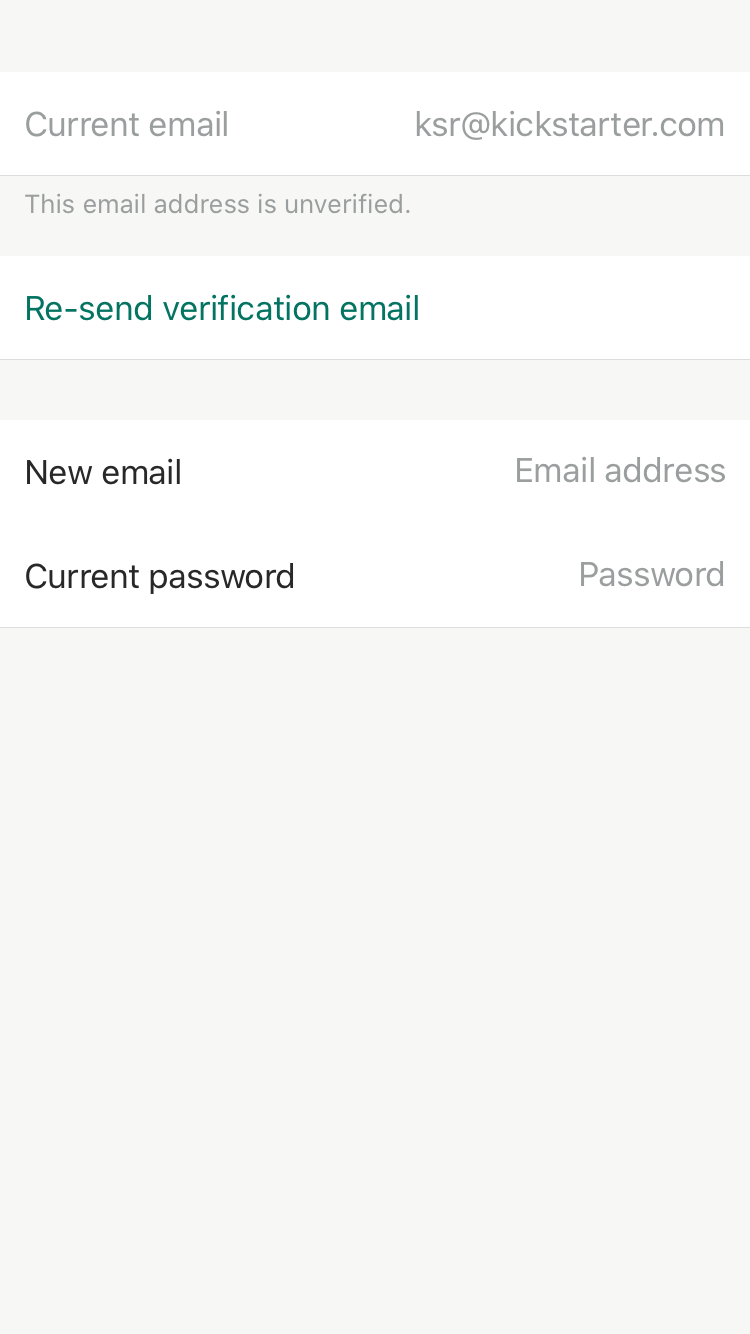 Current email ksr@kickstarter.com
This email address is unverified.
Re-send verification email
New email Email address
Current password Password